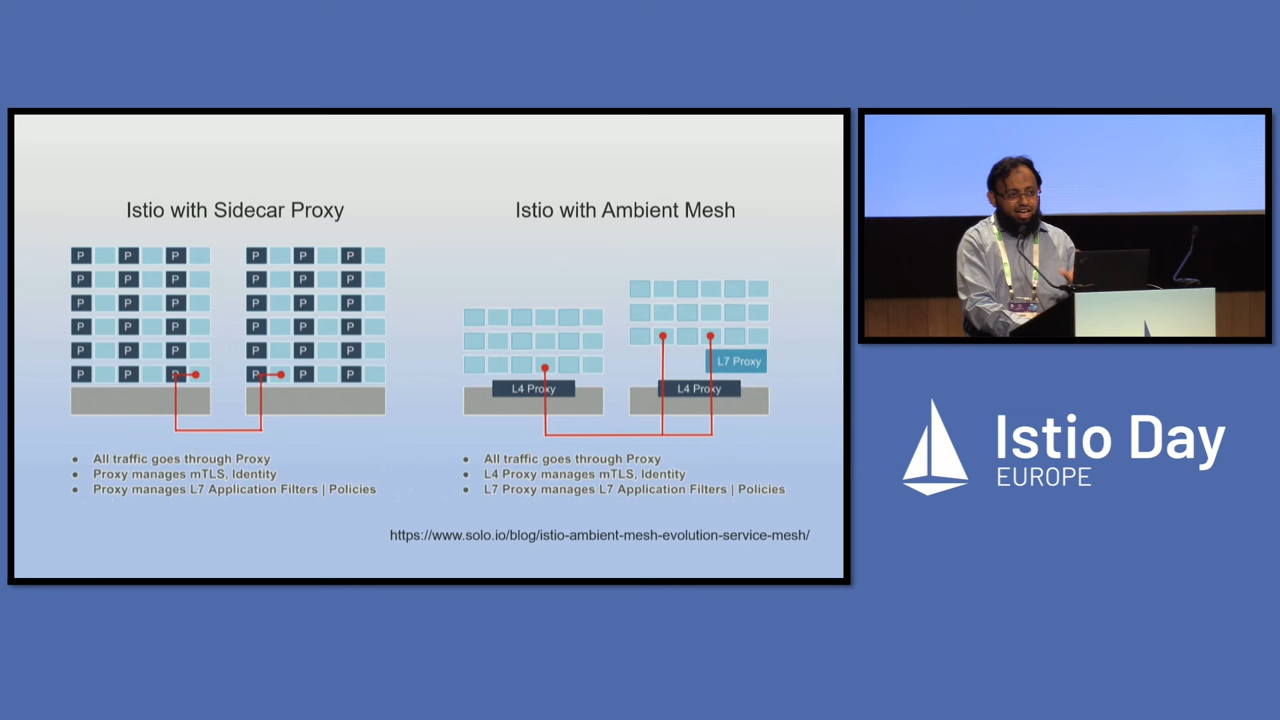 Istio with Sidecar Proxy
P P P P P P
P P P P P P
P P P P P P
P P P P P P
P P P P P P
P P P P P P
All traffic goes through Proxy
Proxy manages mTLS, Identity
Proxy manages L7 Application Filters | Policies
Istio with Ambient Mesh
L7 Proxy
L4 Proxy L4 Proxy
All traffic goes through Proxy
L4 Proxy manages mTLS, Identity
L7 Proxy manages L7 Application Filters | Policies
https://www.solo.io/blog/istio-ambient-mesh-evolution-service-mesh/
Istio Day
EUROPE